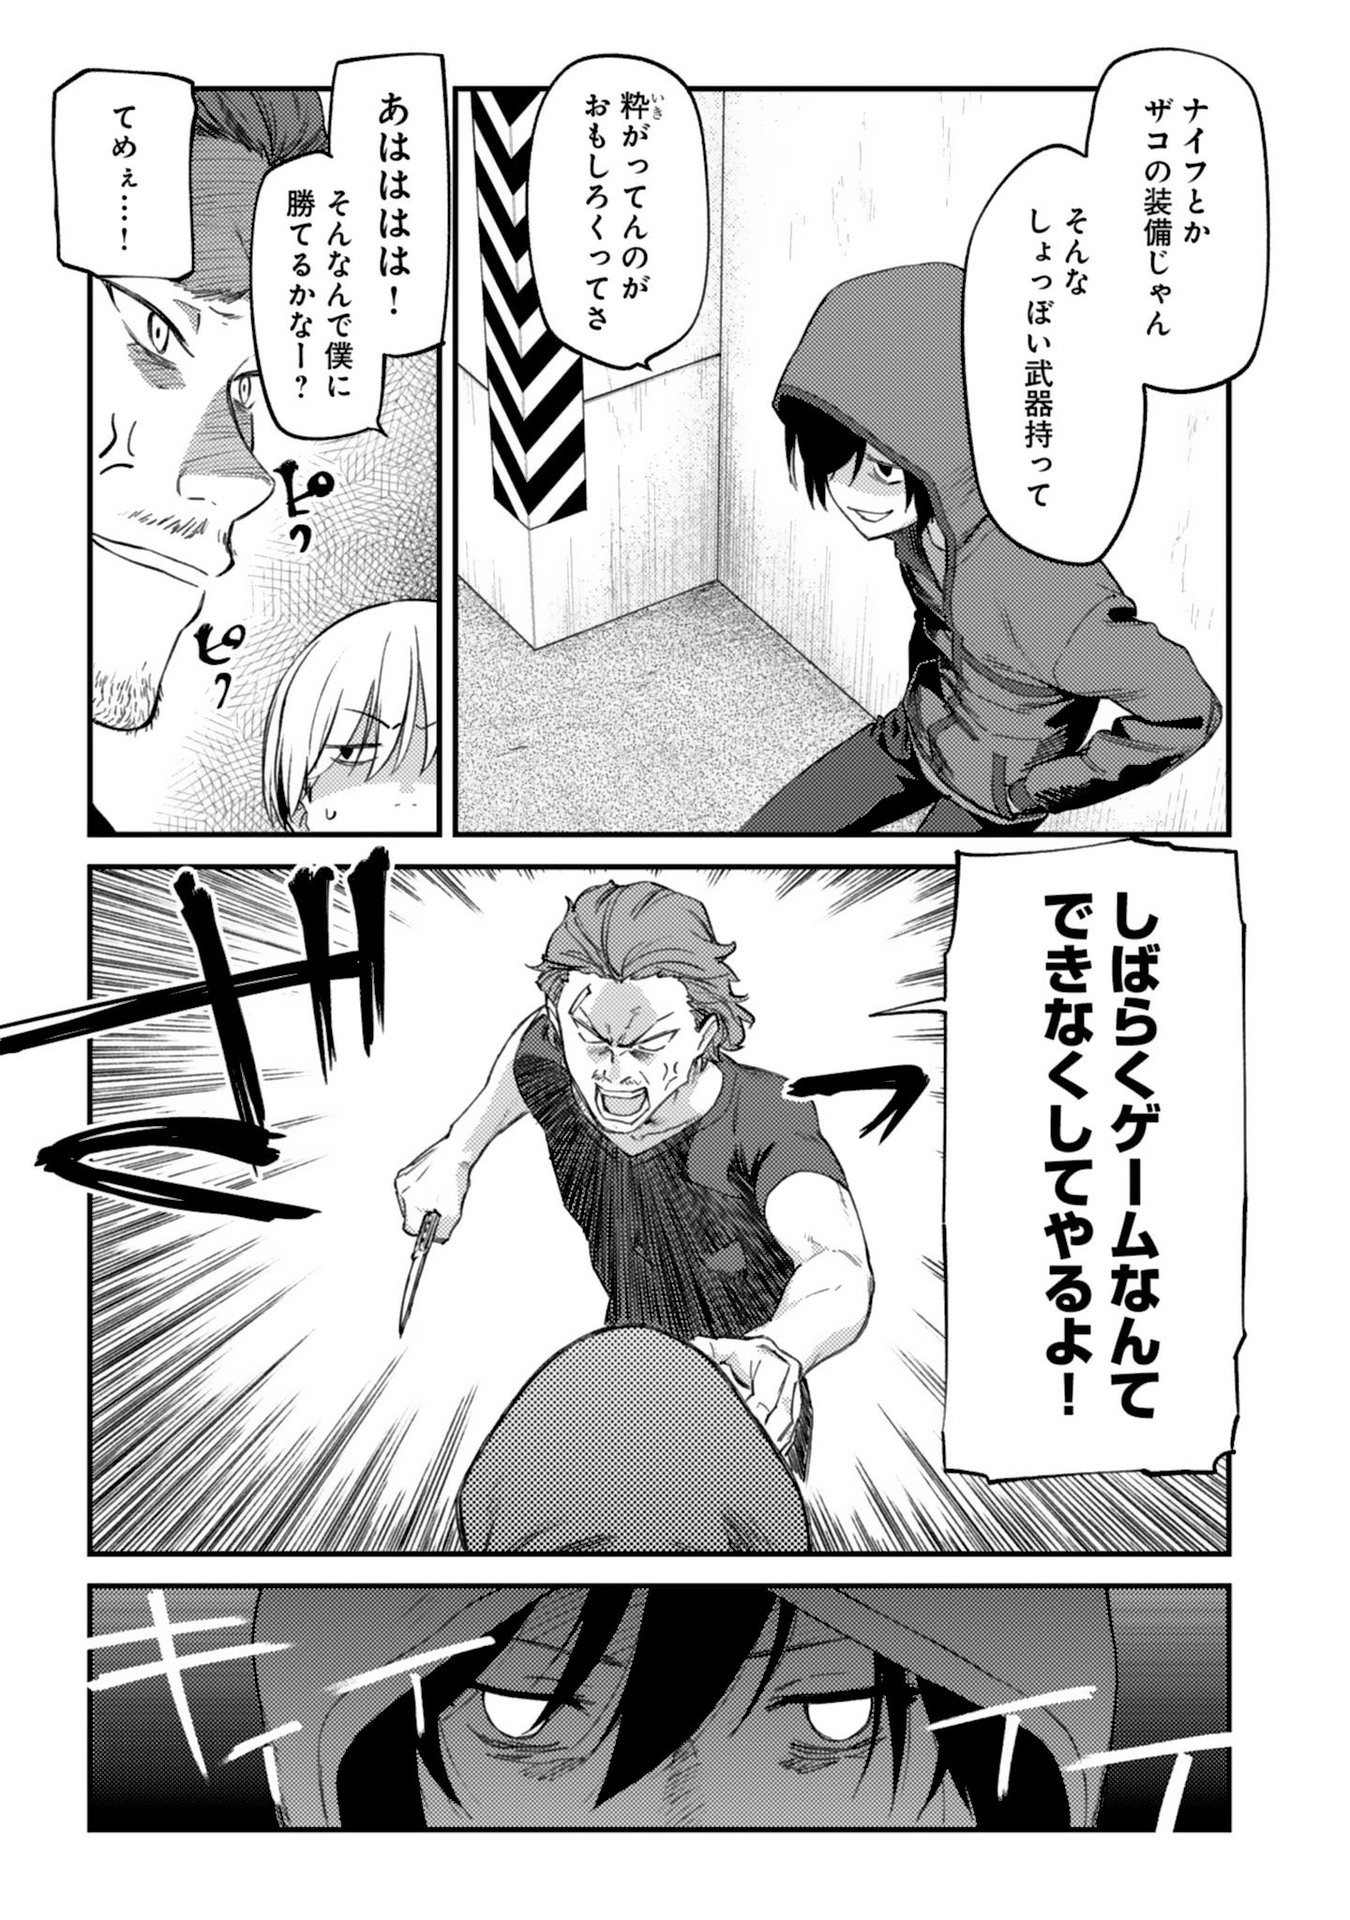 ナイフとか
ザコの装備じゃん
そんな
しょっぼい武器持って
粋がってんのが
いき
おもしろくってさ
あはははは！
そんなんで僕に
勝てるかなー？
てめぇ……！
ピク
ピク
しばらくゲームなんて
できなくしてやるよ！
キィィィ